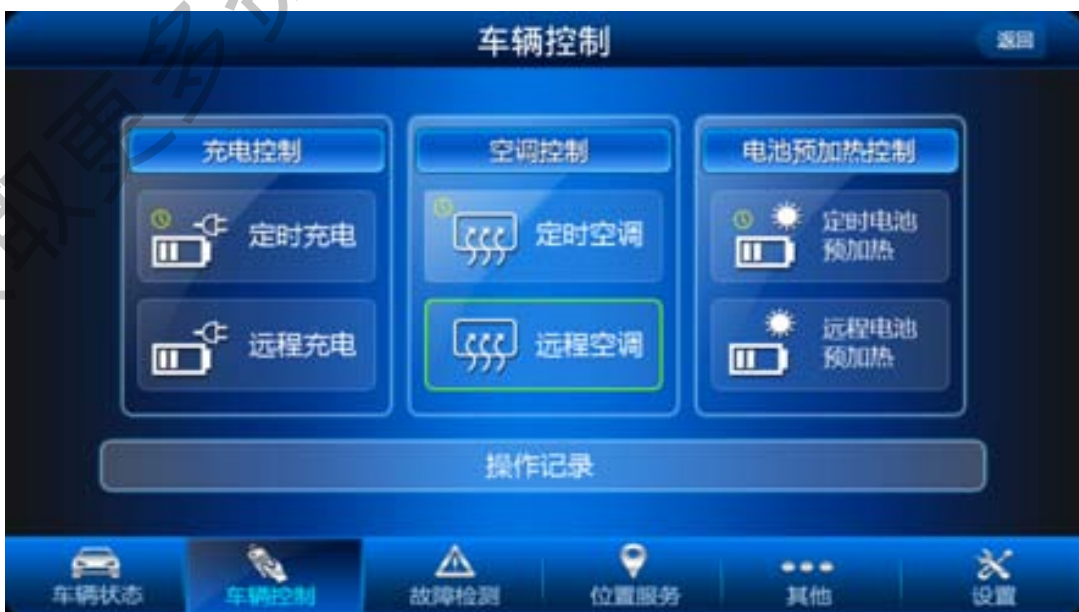 车辆控制
返回
充电控制
定时充电
远程充电
空调控制
定时空调
远程空调
电池预加热控制
定时电池
预加热
远程电池
预加热
操作记录
车辆状态
车辆控制
故障检测
位置服务
其他
设置
取更多